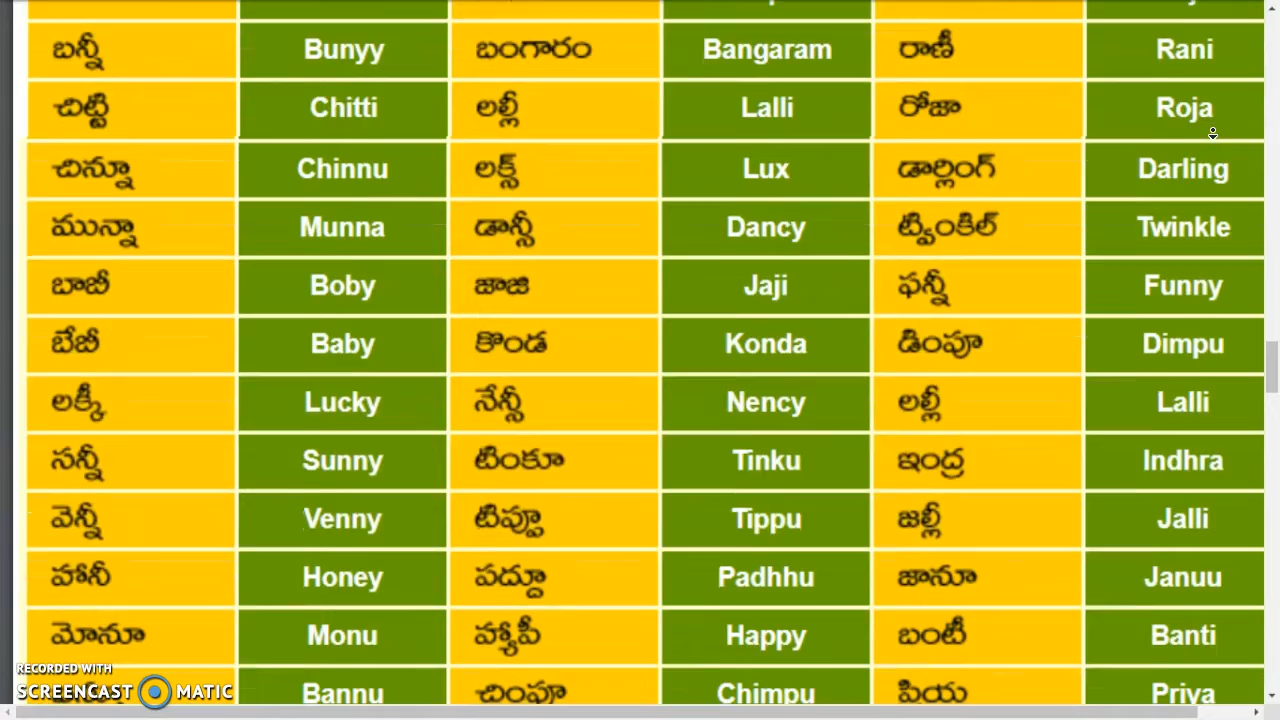 బన్నీ Bunyy బంగారం Bangaram రాణీ Rani
చిట్టి Chitti లల్లీ Lalli రోజా Roja
చిన్నూ Chinnu లక్స్ Lux డార్లింగ్ Darling
మున్నా Munna డాన్సీ Dancy ట్వింకిల్ Twinkle
బాబీ Boby జాజి Jaji ఫన్నీ Funny
బేబీ Baby కొండ Konda డింపూ Dimpu
లక్కీ Lucky నేన్సీ Nency లల్లీ Lalli
సన్నీ Sunny టింకూ Tinku ఇంద్ర Indhra
వెన్నీ Venny టిప్పూ Tippu జల్లీ Jalli
హానీ Honey పద్దూ Padhhu జానూ Januu
మోనూ Monu హ్యాపీ Happy బంటీ Banti
Bannu చింపూ Chimpu ప్రియ Priya
RECORDED WITH
SCREENCAST MATIC